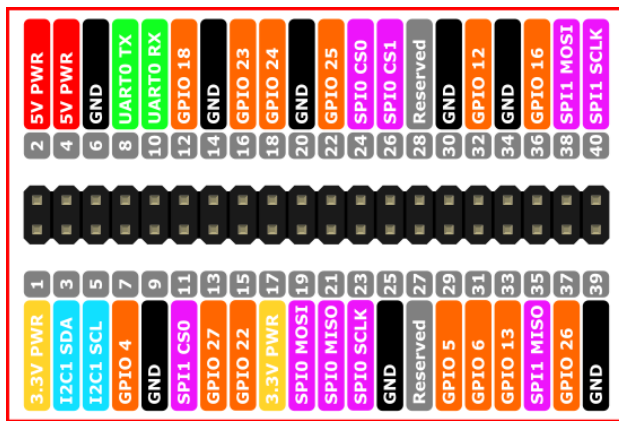 5V PWR
5V PWR
GND
UART0 TX
UART0 RX
GPIO 18
GND
GPIO 23
GPIO 24
GND
GPIO 25
SPI0 CS0
SPI0 CS1
Reserved
GND
GPIO 12
GND
GPIO 16
SPI1 MOSI
SPI1 SCLK
2
4
6
8
10
12
14
16
18
20
22
24
26
28
30
32
34
36
38
40
1
3
5
7
9
11
13
15
17
19
21
23
25
27
29
31
33
35
37
39
3.3V PWR
I2C1 SDA
I2C1 SCL
GPIO 4
GND
SPI1 CS0
GPIO 27
GPIO 22
3.3V PWR
SPI0 MOSI
SPI0 MISO
SPI0 SCLK
GND
Reserved
GPIO 5
GPIO 6
GPIO 13
SPI1 MISO
GPIO 26
GND